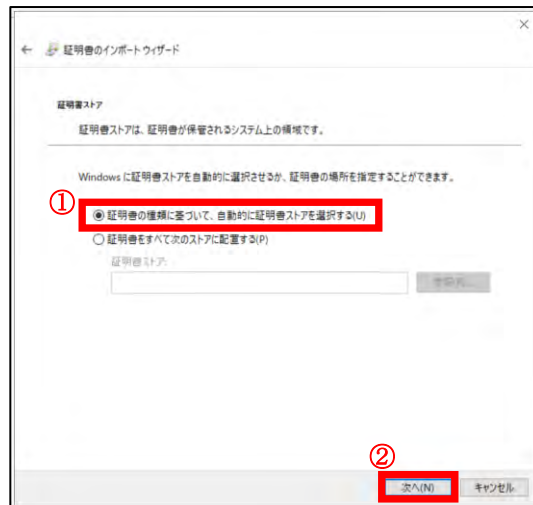 証明書のインポート ウィザード
証明書ストア
証明書ストアは、証明書が保管されるシステム上の領域です。
Windows に証明書ストアを自動的に選択させるか、証明書の場所を指定することができます。
①
証明書の種類に基づいて、自動的に証明書ストアを選択する(U)
証明書をすべて次のストアに配置する(P)
証明書ストア:
②
次へ(N) キャンセル